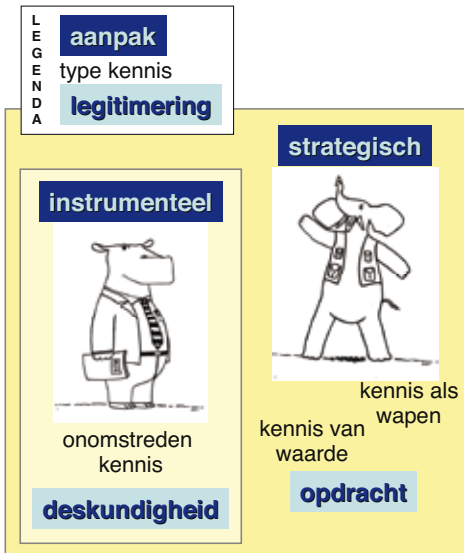 LEGENDA
aanpak
type kennis
legitimering
instrumenteel
onomstreden
kennis
deskundigheid
strategisch
kennis als
wapen
kennis van
waarde
opdracht